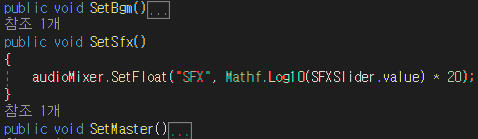 public void SetBgm()...
참조 1개
public void SetSfx()
{
    audioMixer.SetFloat("SFX", Mathf.Log10(SFXSlider.value) * 20);
}
참조 1개
public void SetMaster()...